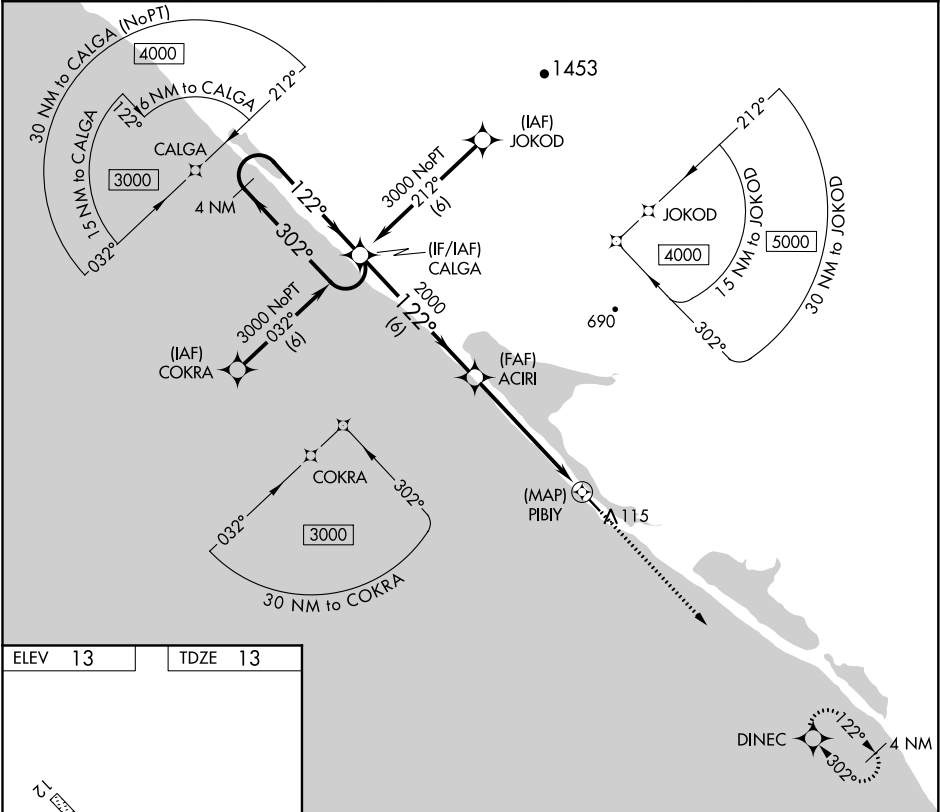 30 NM to CALGA (NoPT)
4000
6 NM to CALGA
15 NM to CALGA
122°
212°
CALGA
3000
032°
4 NM
122°
302°
1453
(IAF)
JOKOD
3000 NoPT
212°
(6)
(IF/IAF)
CALGA
2000
122°
(6)
3000 NoPT
032°
(6)
(IAF)
COKRA
212°
JOKOD
4000
5000
15 NM to JOKOD
30 NM to JOKOD
302°
690
(FAF)
ACIRI
(MAP)
PIBIY
115
COKRA
032°
302°
3000
30 NM to COKRA
ELEV 13
TDZE 13
12
DINEC
122°
302°
4 NM